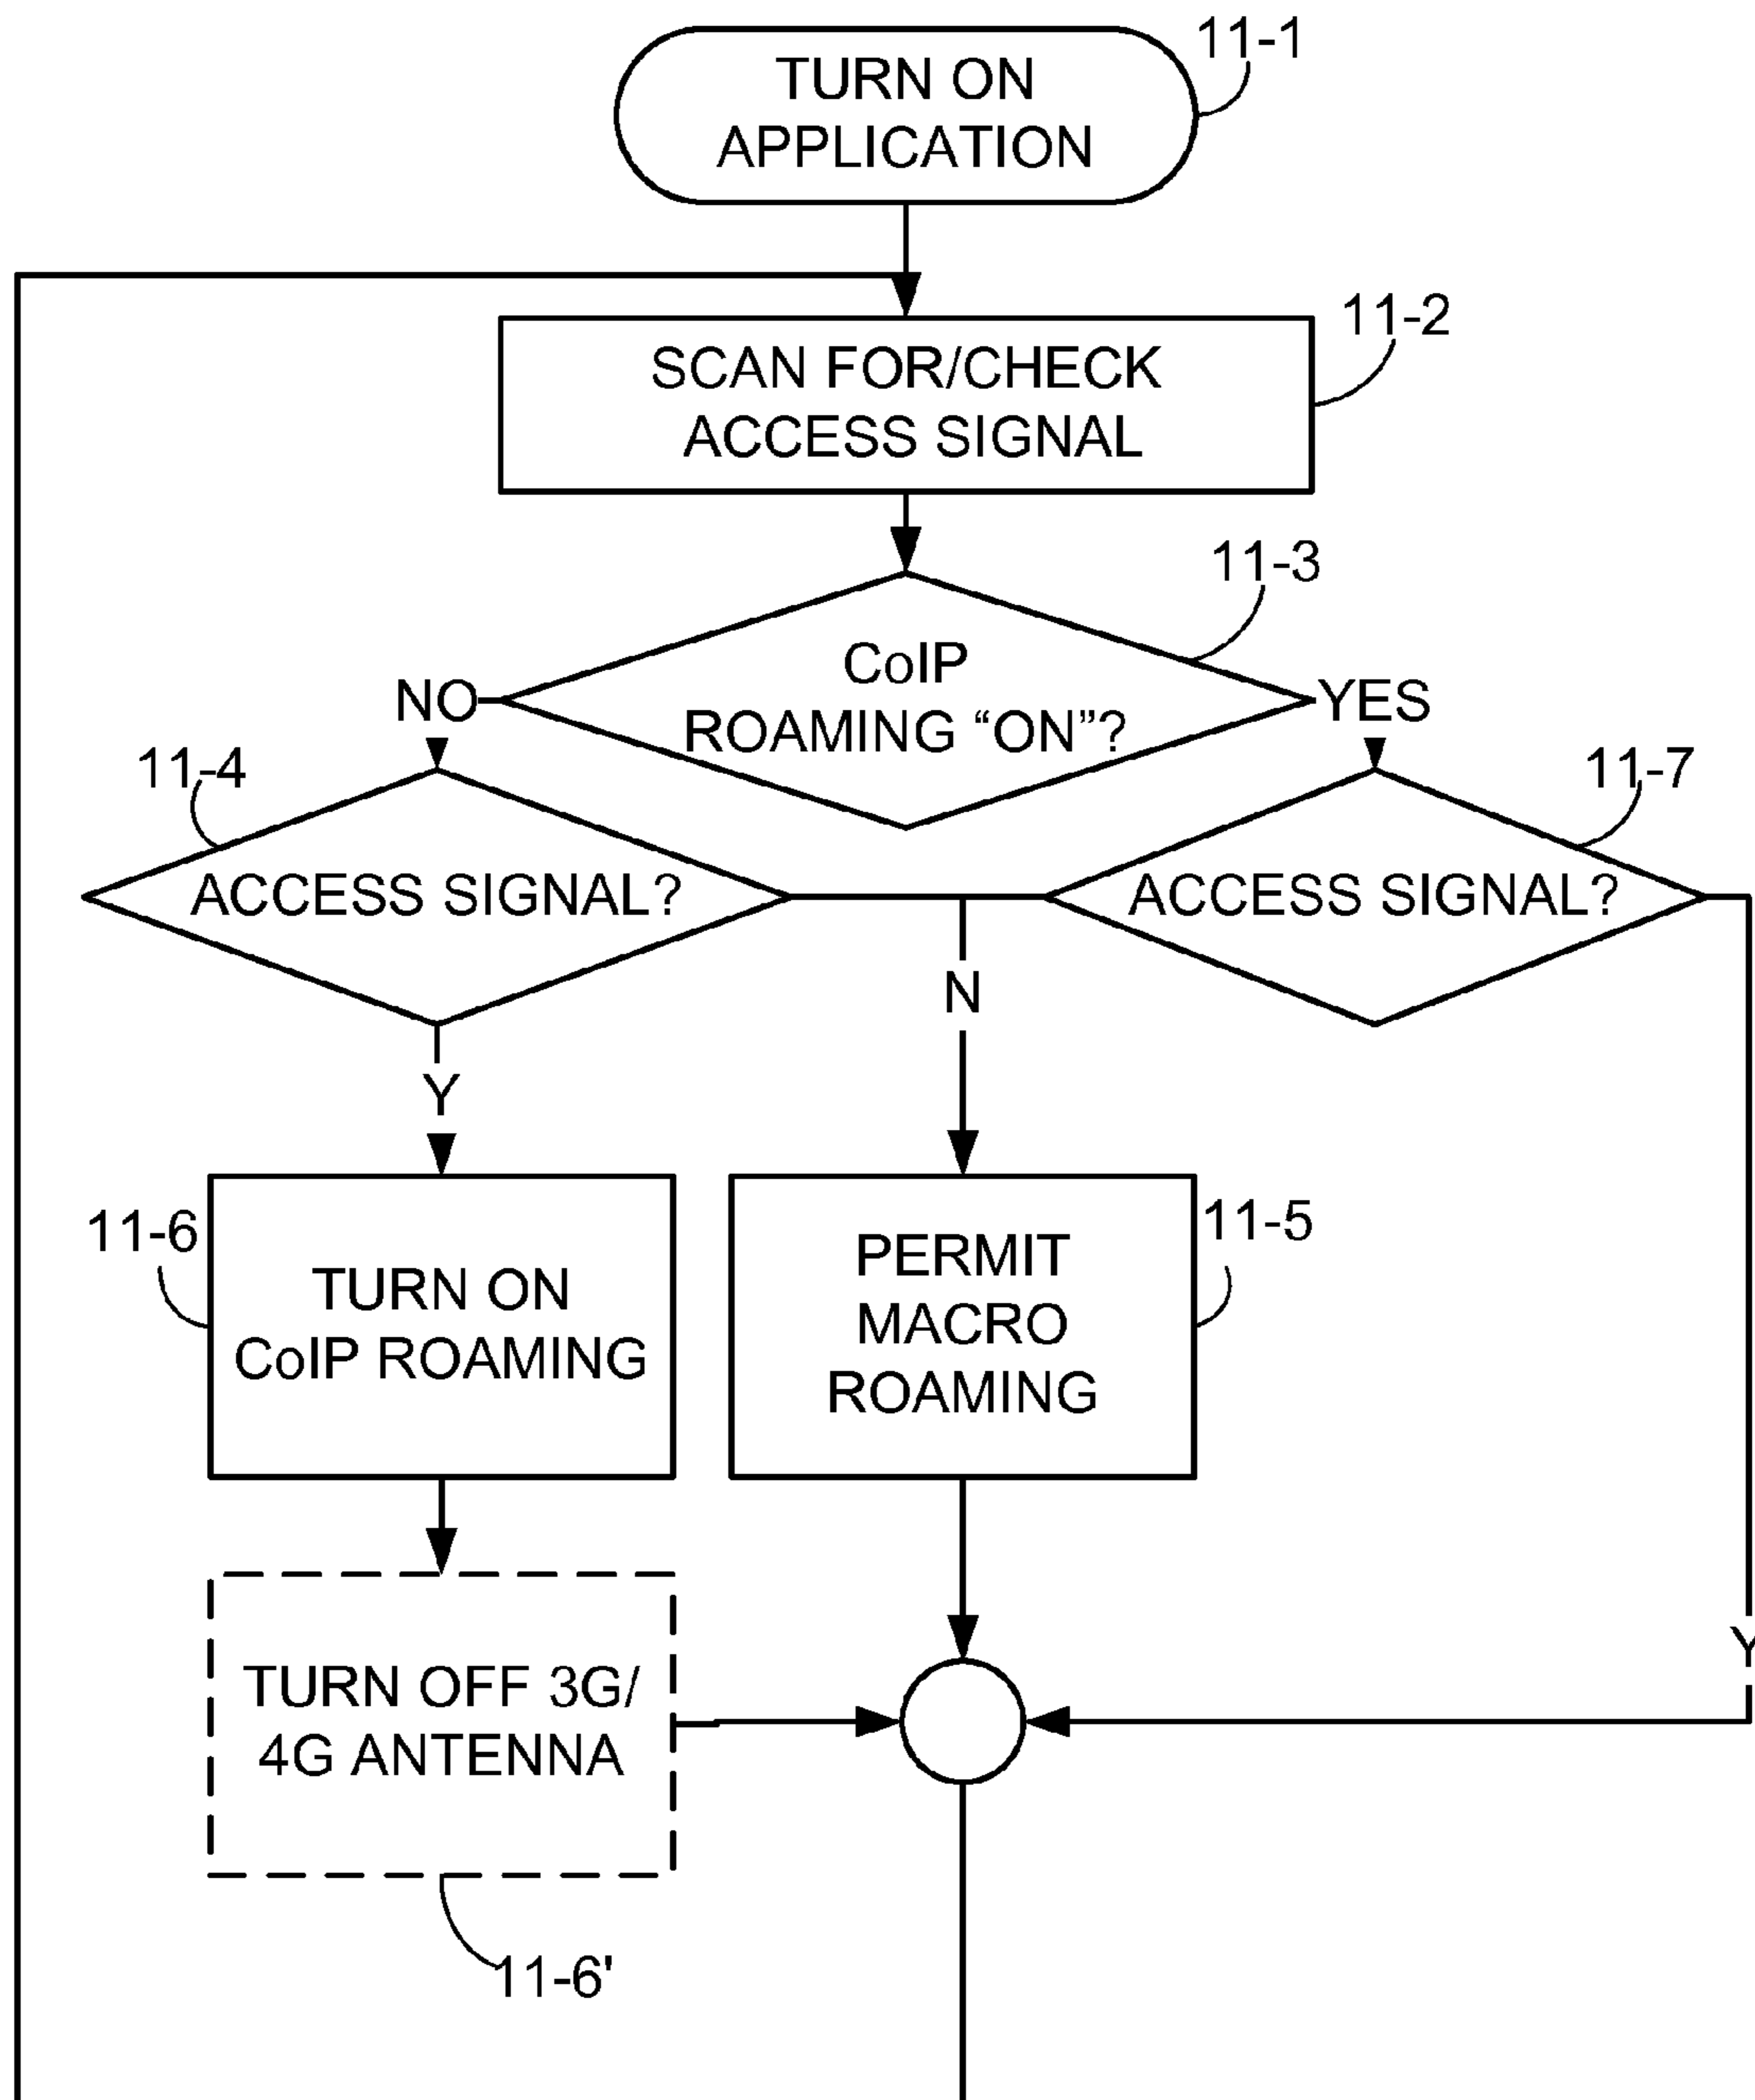 11-1
TURN ON
APPLICATION
11-2
SCAN FOR/CHECK
ACCESS SIGNAL
11-3
CoIP
ROAMING “ON”?
NO
YES
11-4
11-7
ACCESS SIGNAL?
ACCESS SIGNAL?
N
Y
11-6
11-5
TURN ON
CoIP ROAMING
PERMIT
MACRO
ROAMING
Y
TURN OFF 3G/
4G ANTENNA
11-6'